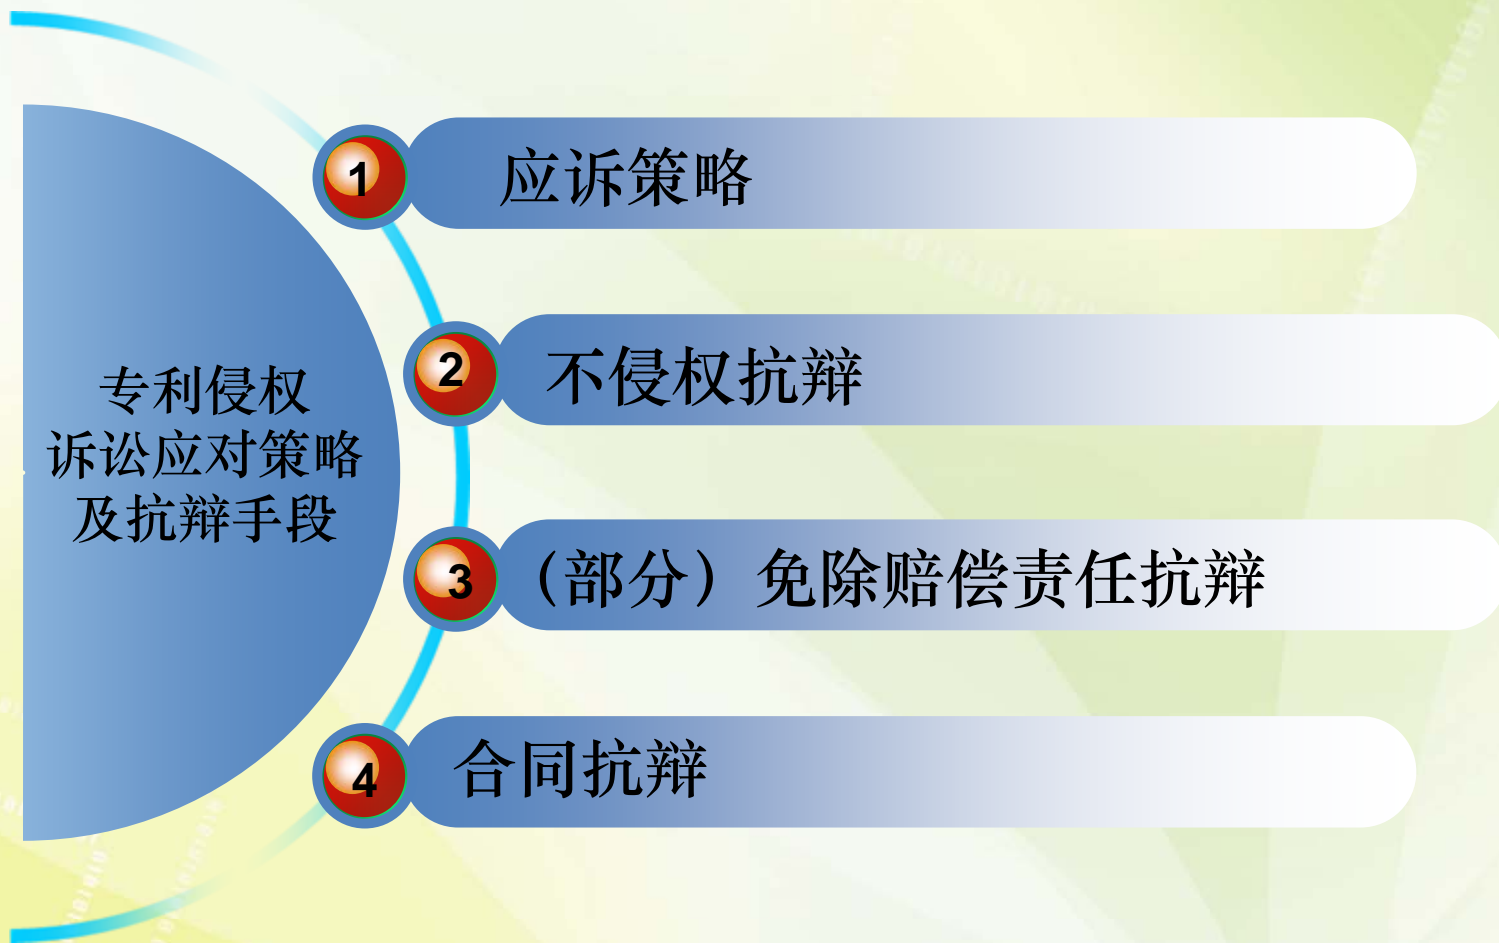 专利侵权
诉讼应对策略
及抗辩手段
1
应诉策略
2
不侵权抗辩
3
（部分）免除赔偿责任抗辩
4
合同抗辩